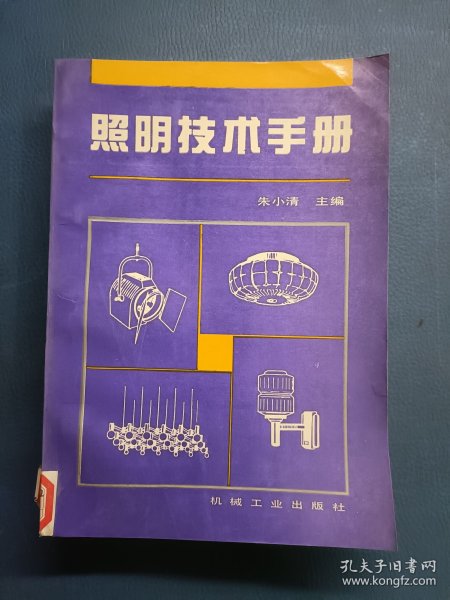 照明技术手册
朱小清 主编
机械工业出版社
孔夫子旧书网
www.kongfz.com